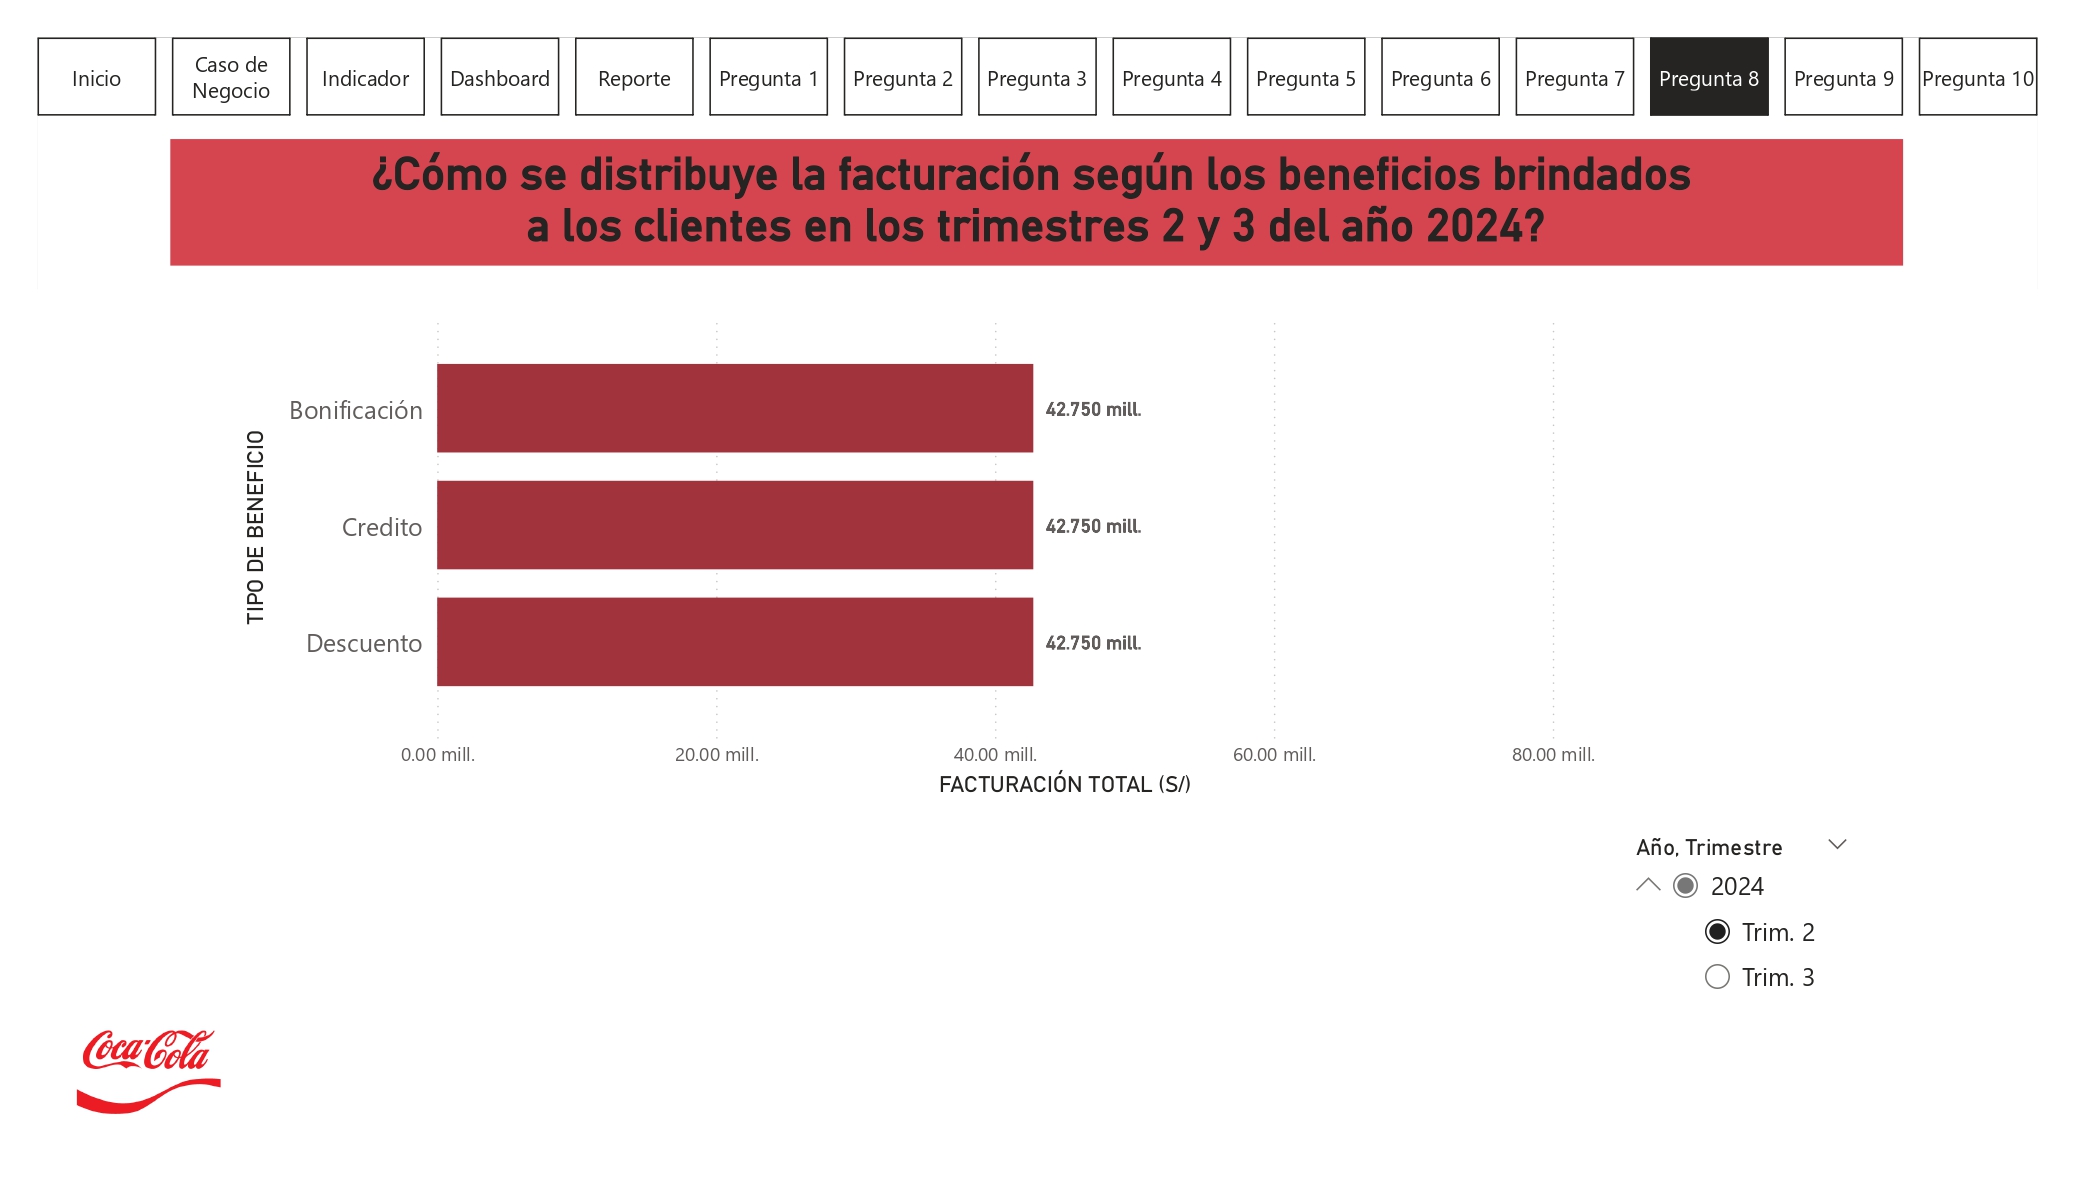 Inicio
Caso de
Negocio
Indicador
Dashboard
Reporte
Pregunta 1
Pregunta 2
Pregunta 3
Pregunta 4
Pregunta 5
Pregunta 6
Pregunta 7
Pregunta 8
Pregunta 9
Pregunta 10
¿Cómo se distribuye la facturación según los beneficios brindados
a los clientes en los trimestres 2 y 3 del año 2024?
TIPO DE BENEFICIO
Bonificación
42.750 mill.
Credito
42.750 mill.
Descuento
42.750 mill.
0.00 mill.
20.00 mill.
40.00 mill.
60.00 mill.
80.00 mill.
FACTURACIÓN TOTAL (S/)
Año, Trimestre
2024
Trim. 2
Trim. 3
Coca-Cola